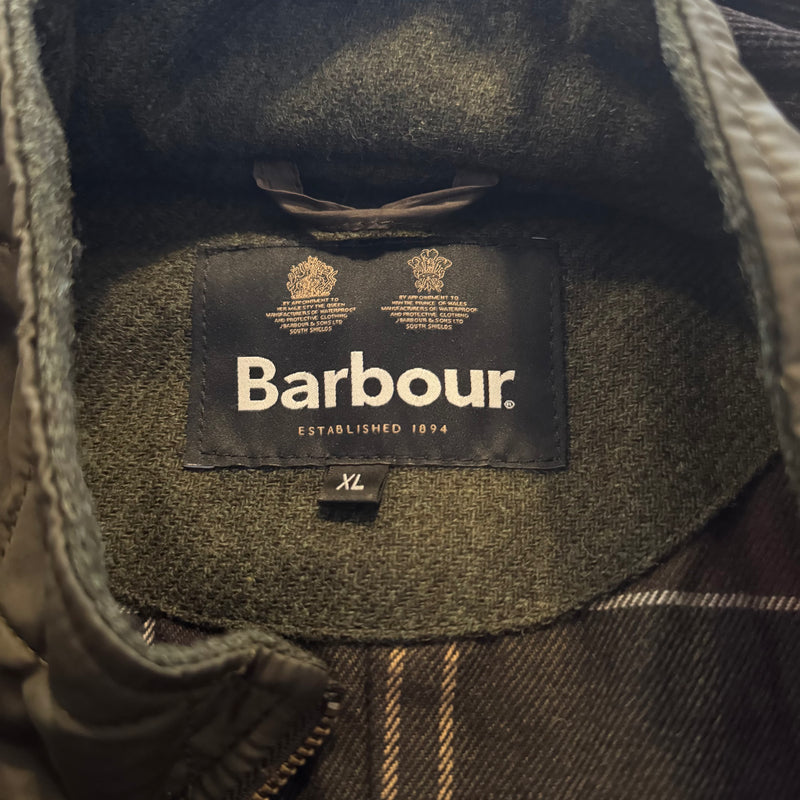 BY APPOINTMENT TO
HER MAJESTY THE QUEEN
MANUFACTURERS OF WATERPROOF
AND PROTECTIVE CLOTHING
J BARBOUR & SONS LTD
SOUTH SHIELDS
BY APPOINTMENT TO
HRH THE PRINCE OF WALES
MANUFACTURERS OF WATERPROOF
AND PROTECTIVE CLOTHING
J BARBOUR & SONS LTD
SOUTH SHIELDS
Barbour®
ESTABLISHED 1894
XL